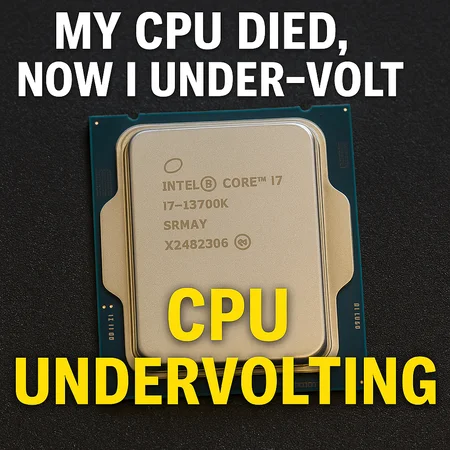 MY CPU DIED,
NOW I UNDER-VOLT
INTEL® CORE™ i7
i7-13700K
SRMAY
X2482306
CPU
UNDERVOLTING